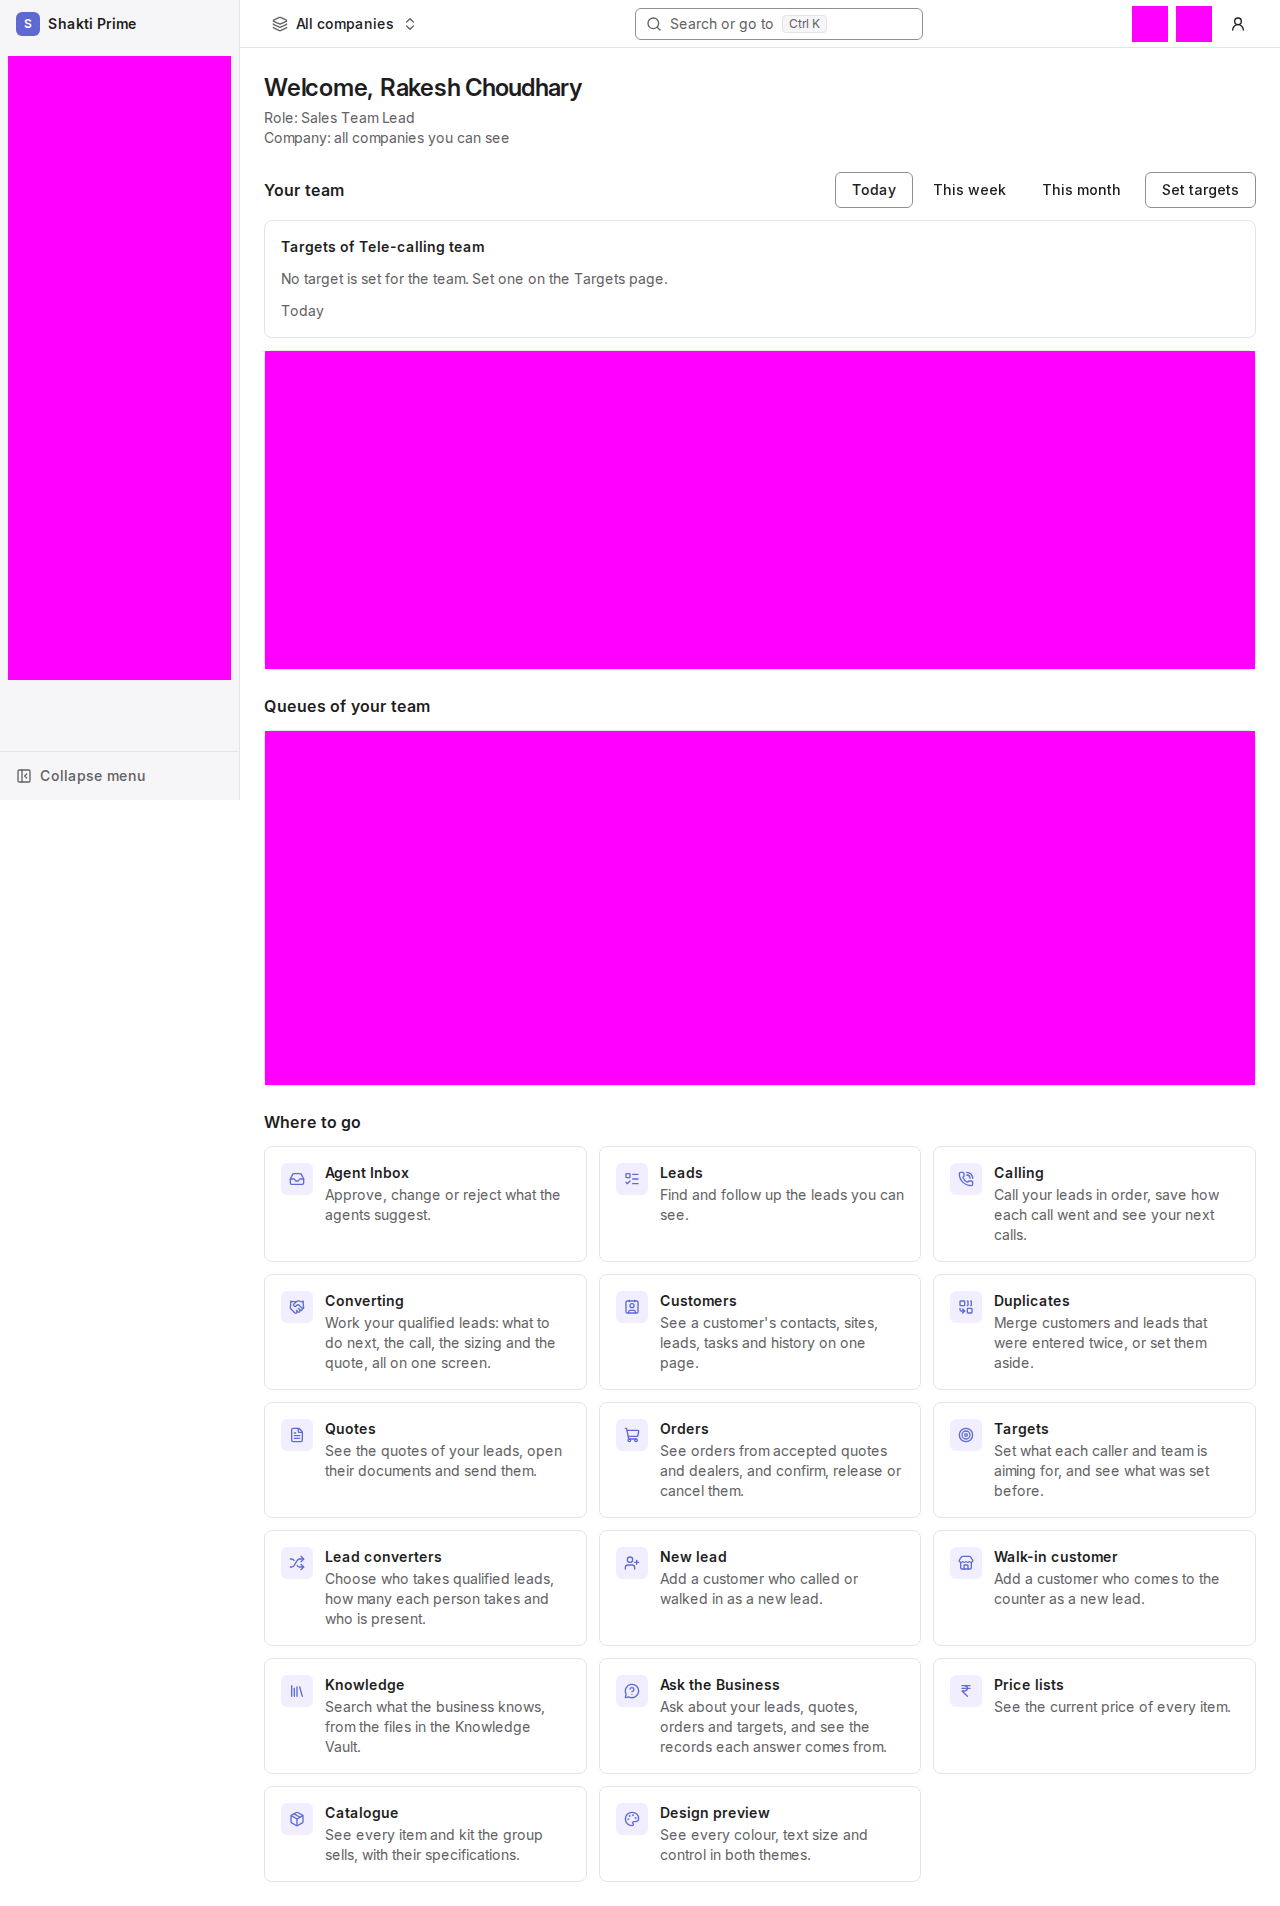 S Shakti Prime
All companies
Search or go to Ctrl K
Welcome, Rakesh Choudhary
Role: Sales Team Lead
Company: all companies you can see
Your team
Today
This week
This month
Set targets
Targets of Tele-calling team
No target is set for the team. Set one on the Targets page.
Today
Queues of your team
Collapse menu
Where to go
Agent Inbox
Approve, change or reject what the
agents suggest.
Leads
Find and follow up the leads you can
see.
Calling
Call your leads in order, save how
each call went and see your next
calls.
Converting
Work your qualified leads: what to
do next, the call, the sizing and the
quote, all on one screen.
Customers
See a customer's contacts, sites,
leads, tasks and history on one
page.
Duplicates
Merge customers and leads that
were entered twice, or set them
aside.
Quotes
See the quotes of your leads, open
their documents and send them.
Orders
See orders from accepted quotes
and dealers, and confirm, release or
cancel them.
Targets
Set what each caller and team is
aiming for, and see what was set
before.
Lead converters
Choose who takes qualified leads,
how many each person takes and
who is present.
New lead
Add a customer who called or
walked in as a new lead.
Walk-in customer
Add a customer who comes to the
counter as a new lead.
Knowledge
Search what the business knows,
from the files in the Knowledge
Vault.
Ask the Business
Ask about your leads, quotes,
orders and targets, and see the
records each answer comes from.
Price lists
See the current price of every item.
Catalogue
See every item and kit the group
sells, with their specifications.
Design preview
See every colour, text size and
control in both themes.